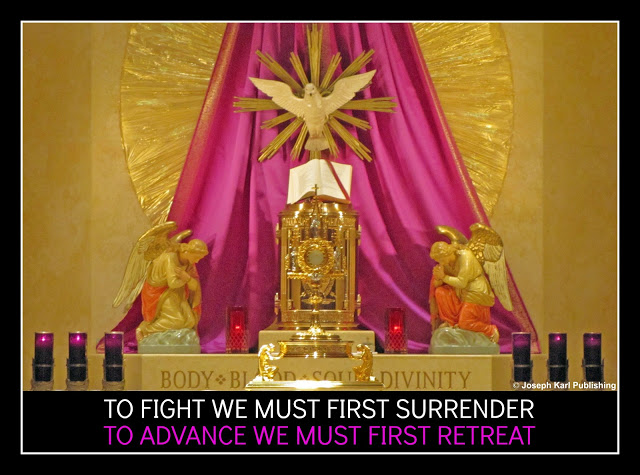 BODY ❖ BLOOD ❖ SOUL ❖ DIVINITY
© Joseph Karl Publishing
TO FIGHT WE MUST FIRST SURRENDER
TO ADVANCE WE MUST FIRST RETREAT